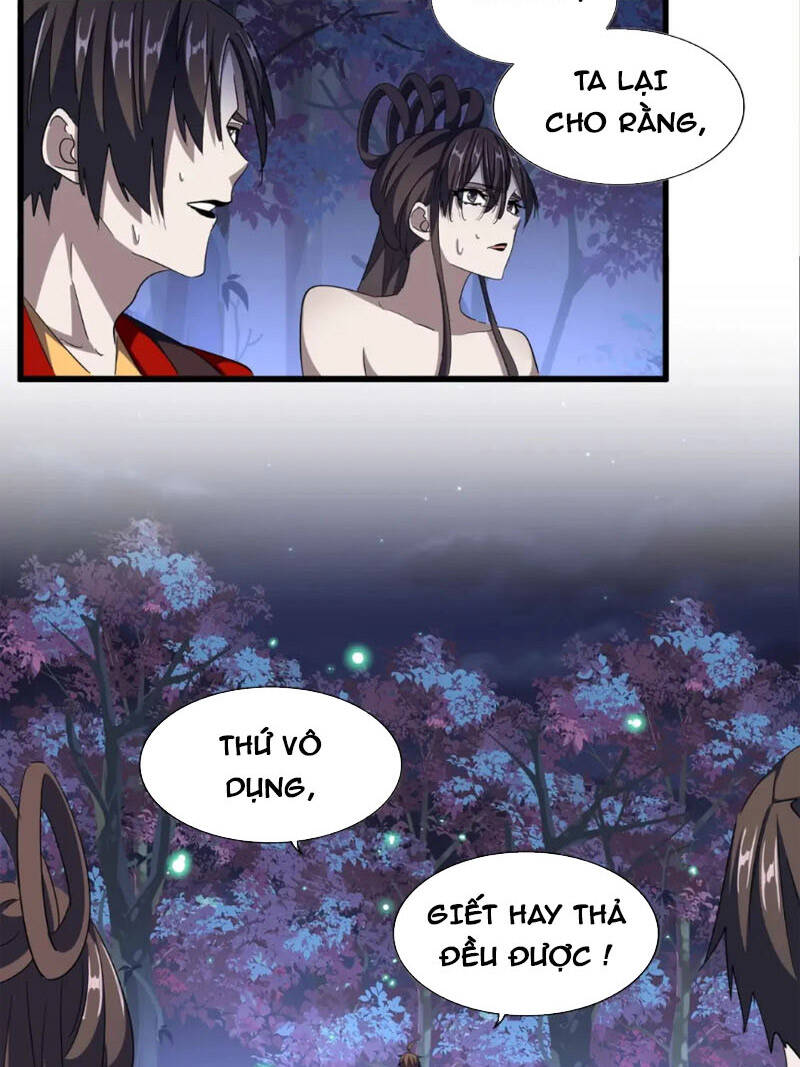 TA LẠI
CHO RẰNG,
THỨ VÔ
DỤNG,
GIẾT HAY THẢ
ĐỀU ĐƯỢC !